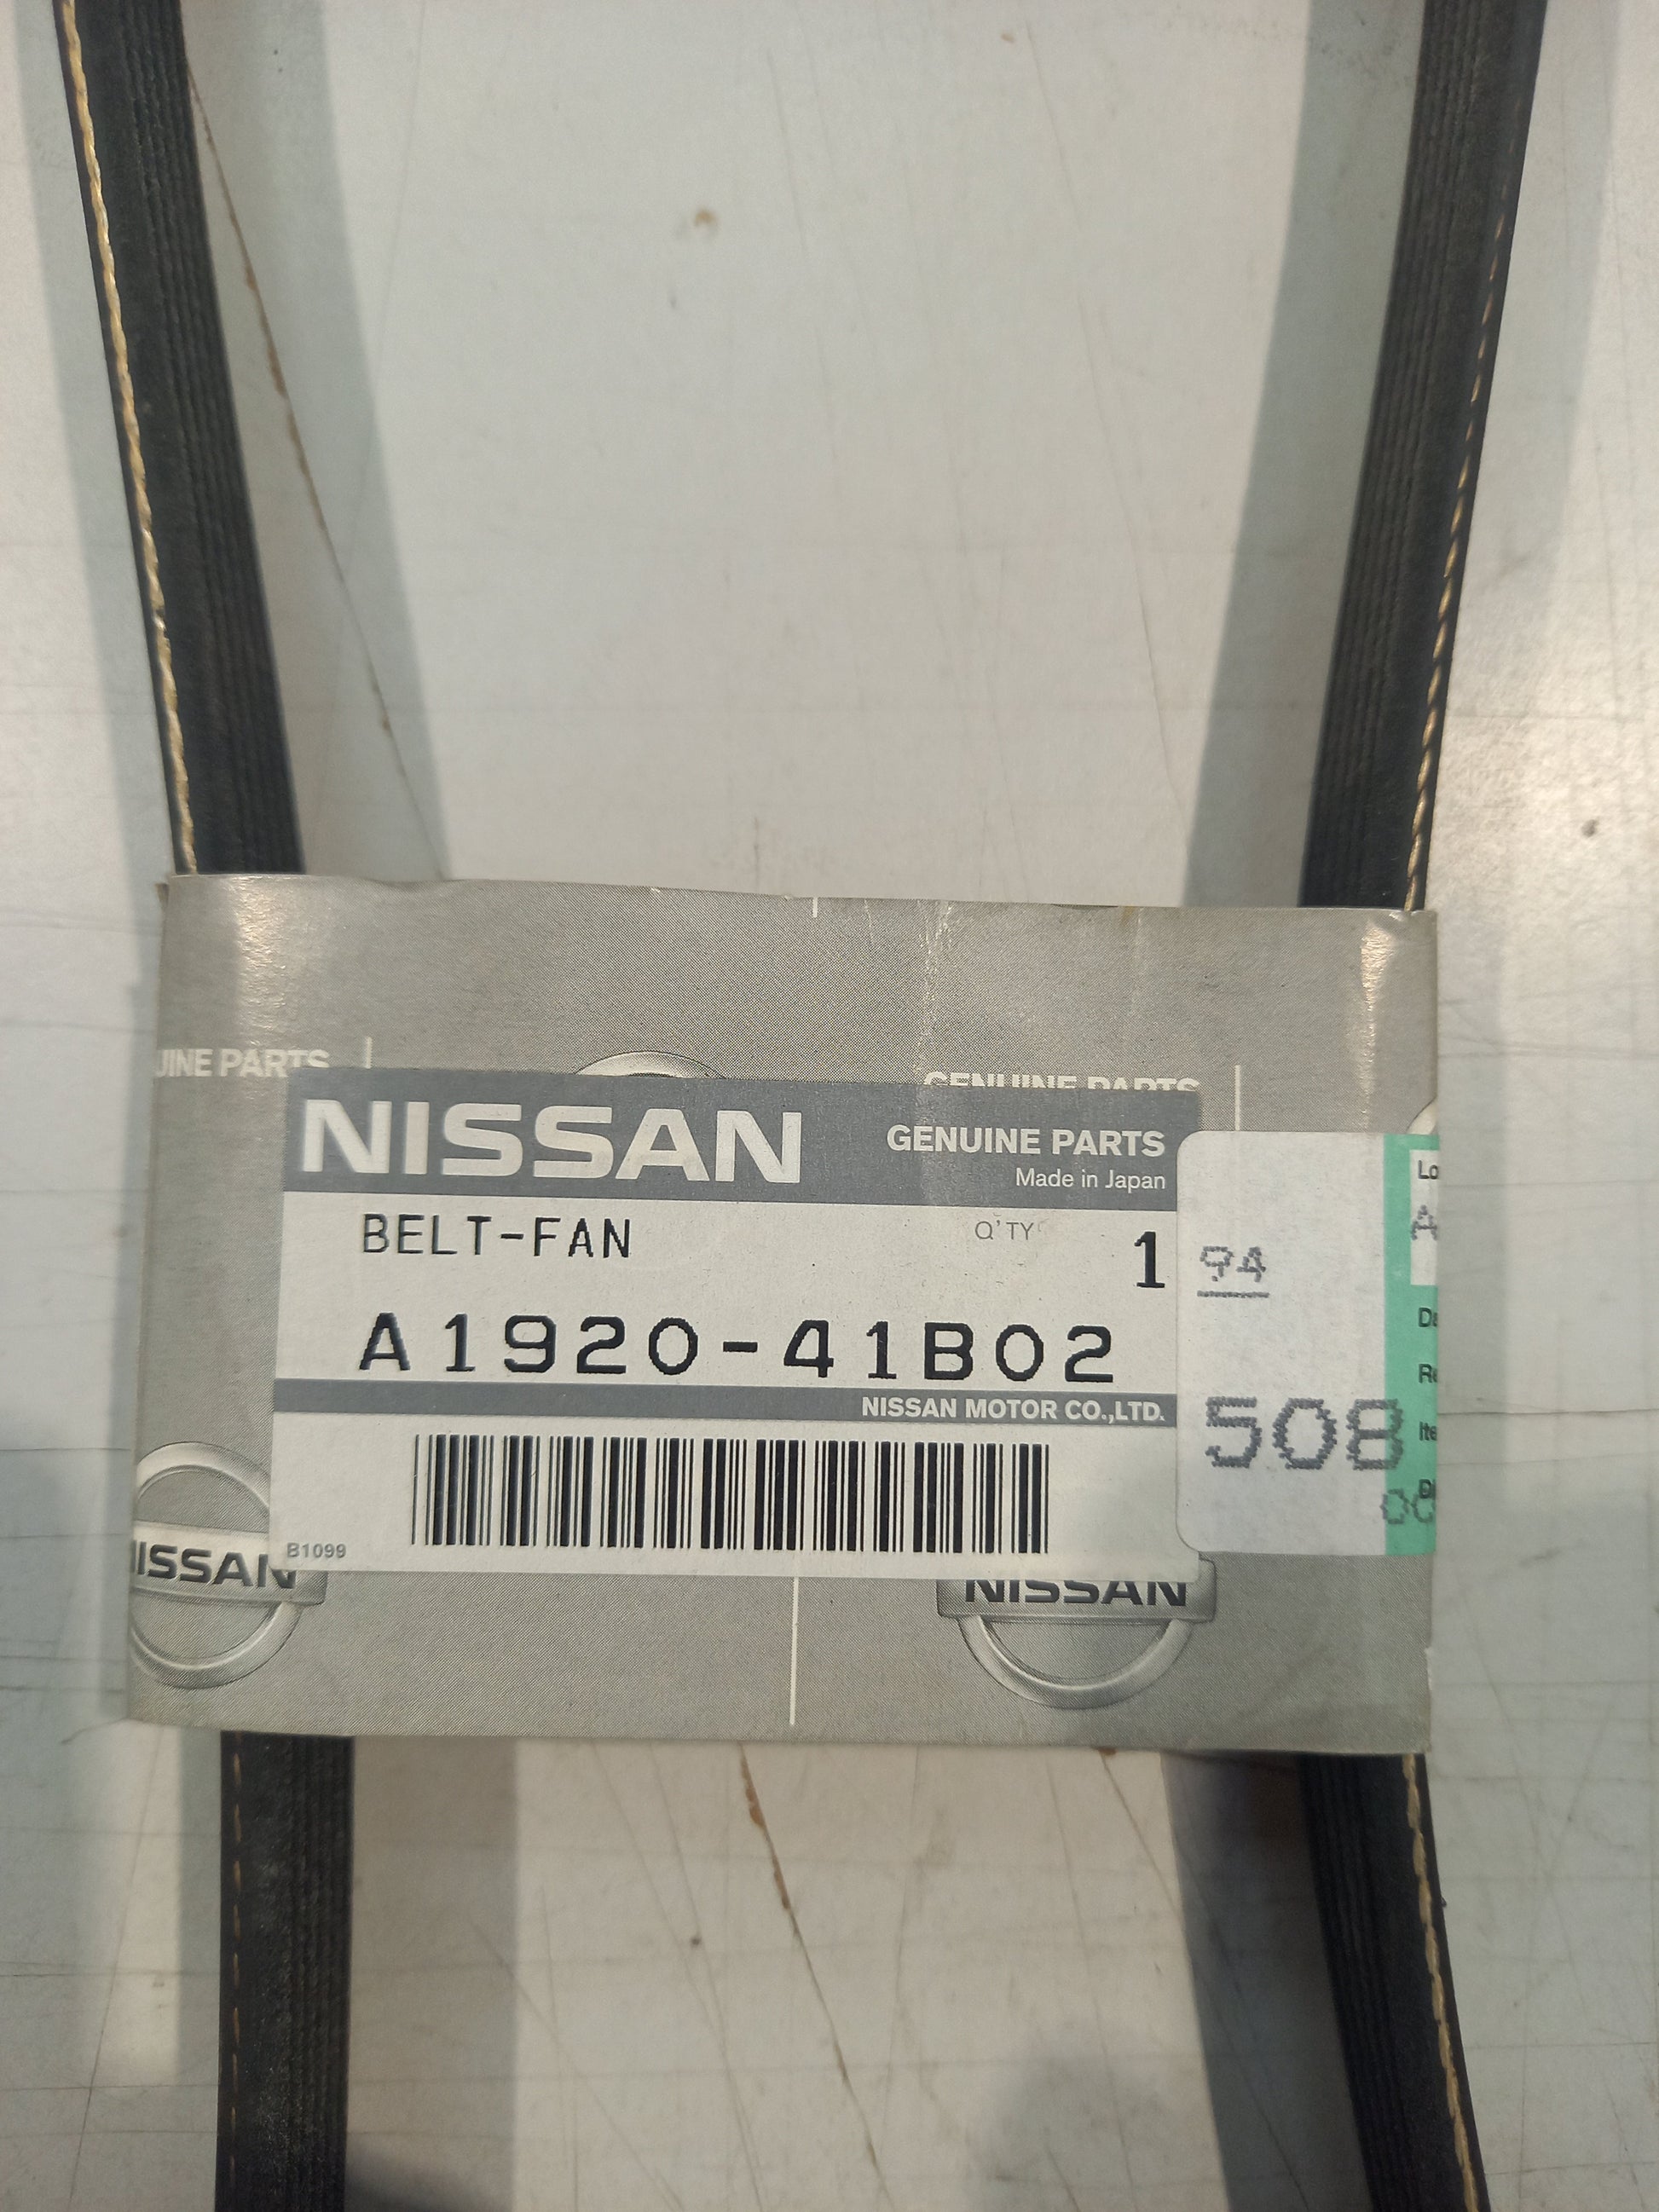 UINE PARTS
GENUINE PARTS
NISSAN
GENUINE PARTS
Made in Japan
BELT-FAN
Q'TY
1
A1920-41B02
NISSAN MOTOR CO.,LTD.
B1099
94
508
NISSAN
NISSAN